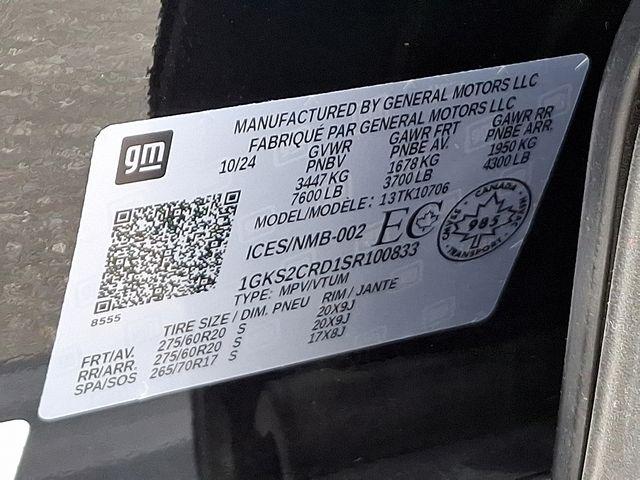 gm
MANUFACTURED BY GENERAL MOTORS LLC
FABRIQUÉ PAR GENERAL MOTORS LLC
10/24 GVWR GAWR FRT GAWR RR
PNBV PNBE AV. PNBE ARR.
3447 KG 1678 KG 1950 KG
7600 LB 3700 LB 4300 LB
MODEL/MODÈLE: 13TK10706
ICES/NMB-002 EC
CANADA
985
TRANSPORT
1GKS2CRD1SR100833
TYPE: MPV/VTUM
8555
TIRE SIZE / DIM. PNEU RIM / JANTE
FRT/AV. 275/60R20 S 20X9J
RR/ARR. 275/60R20 S 20X9J
SPA/SOS 265/70R17 S 17X8J